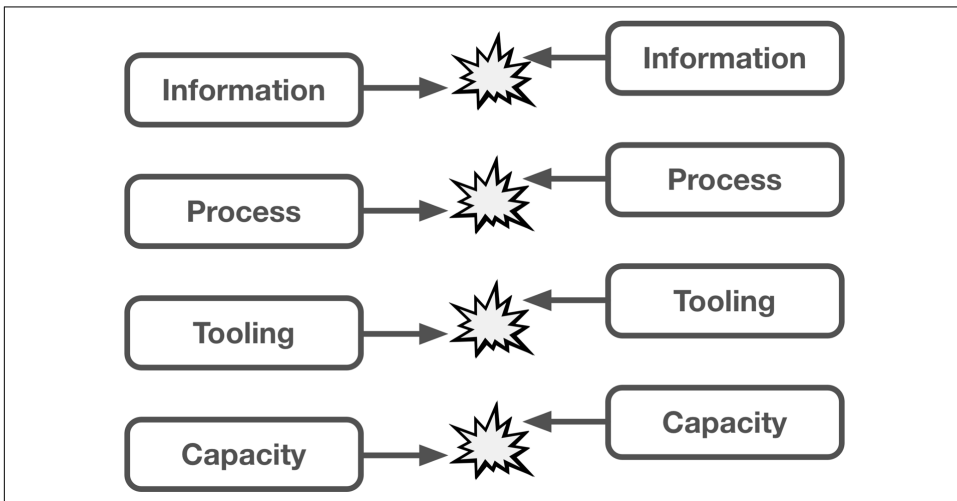 Information
Information
Process
Process
Tooling
Tooling
Capacity
Capacity